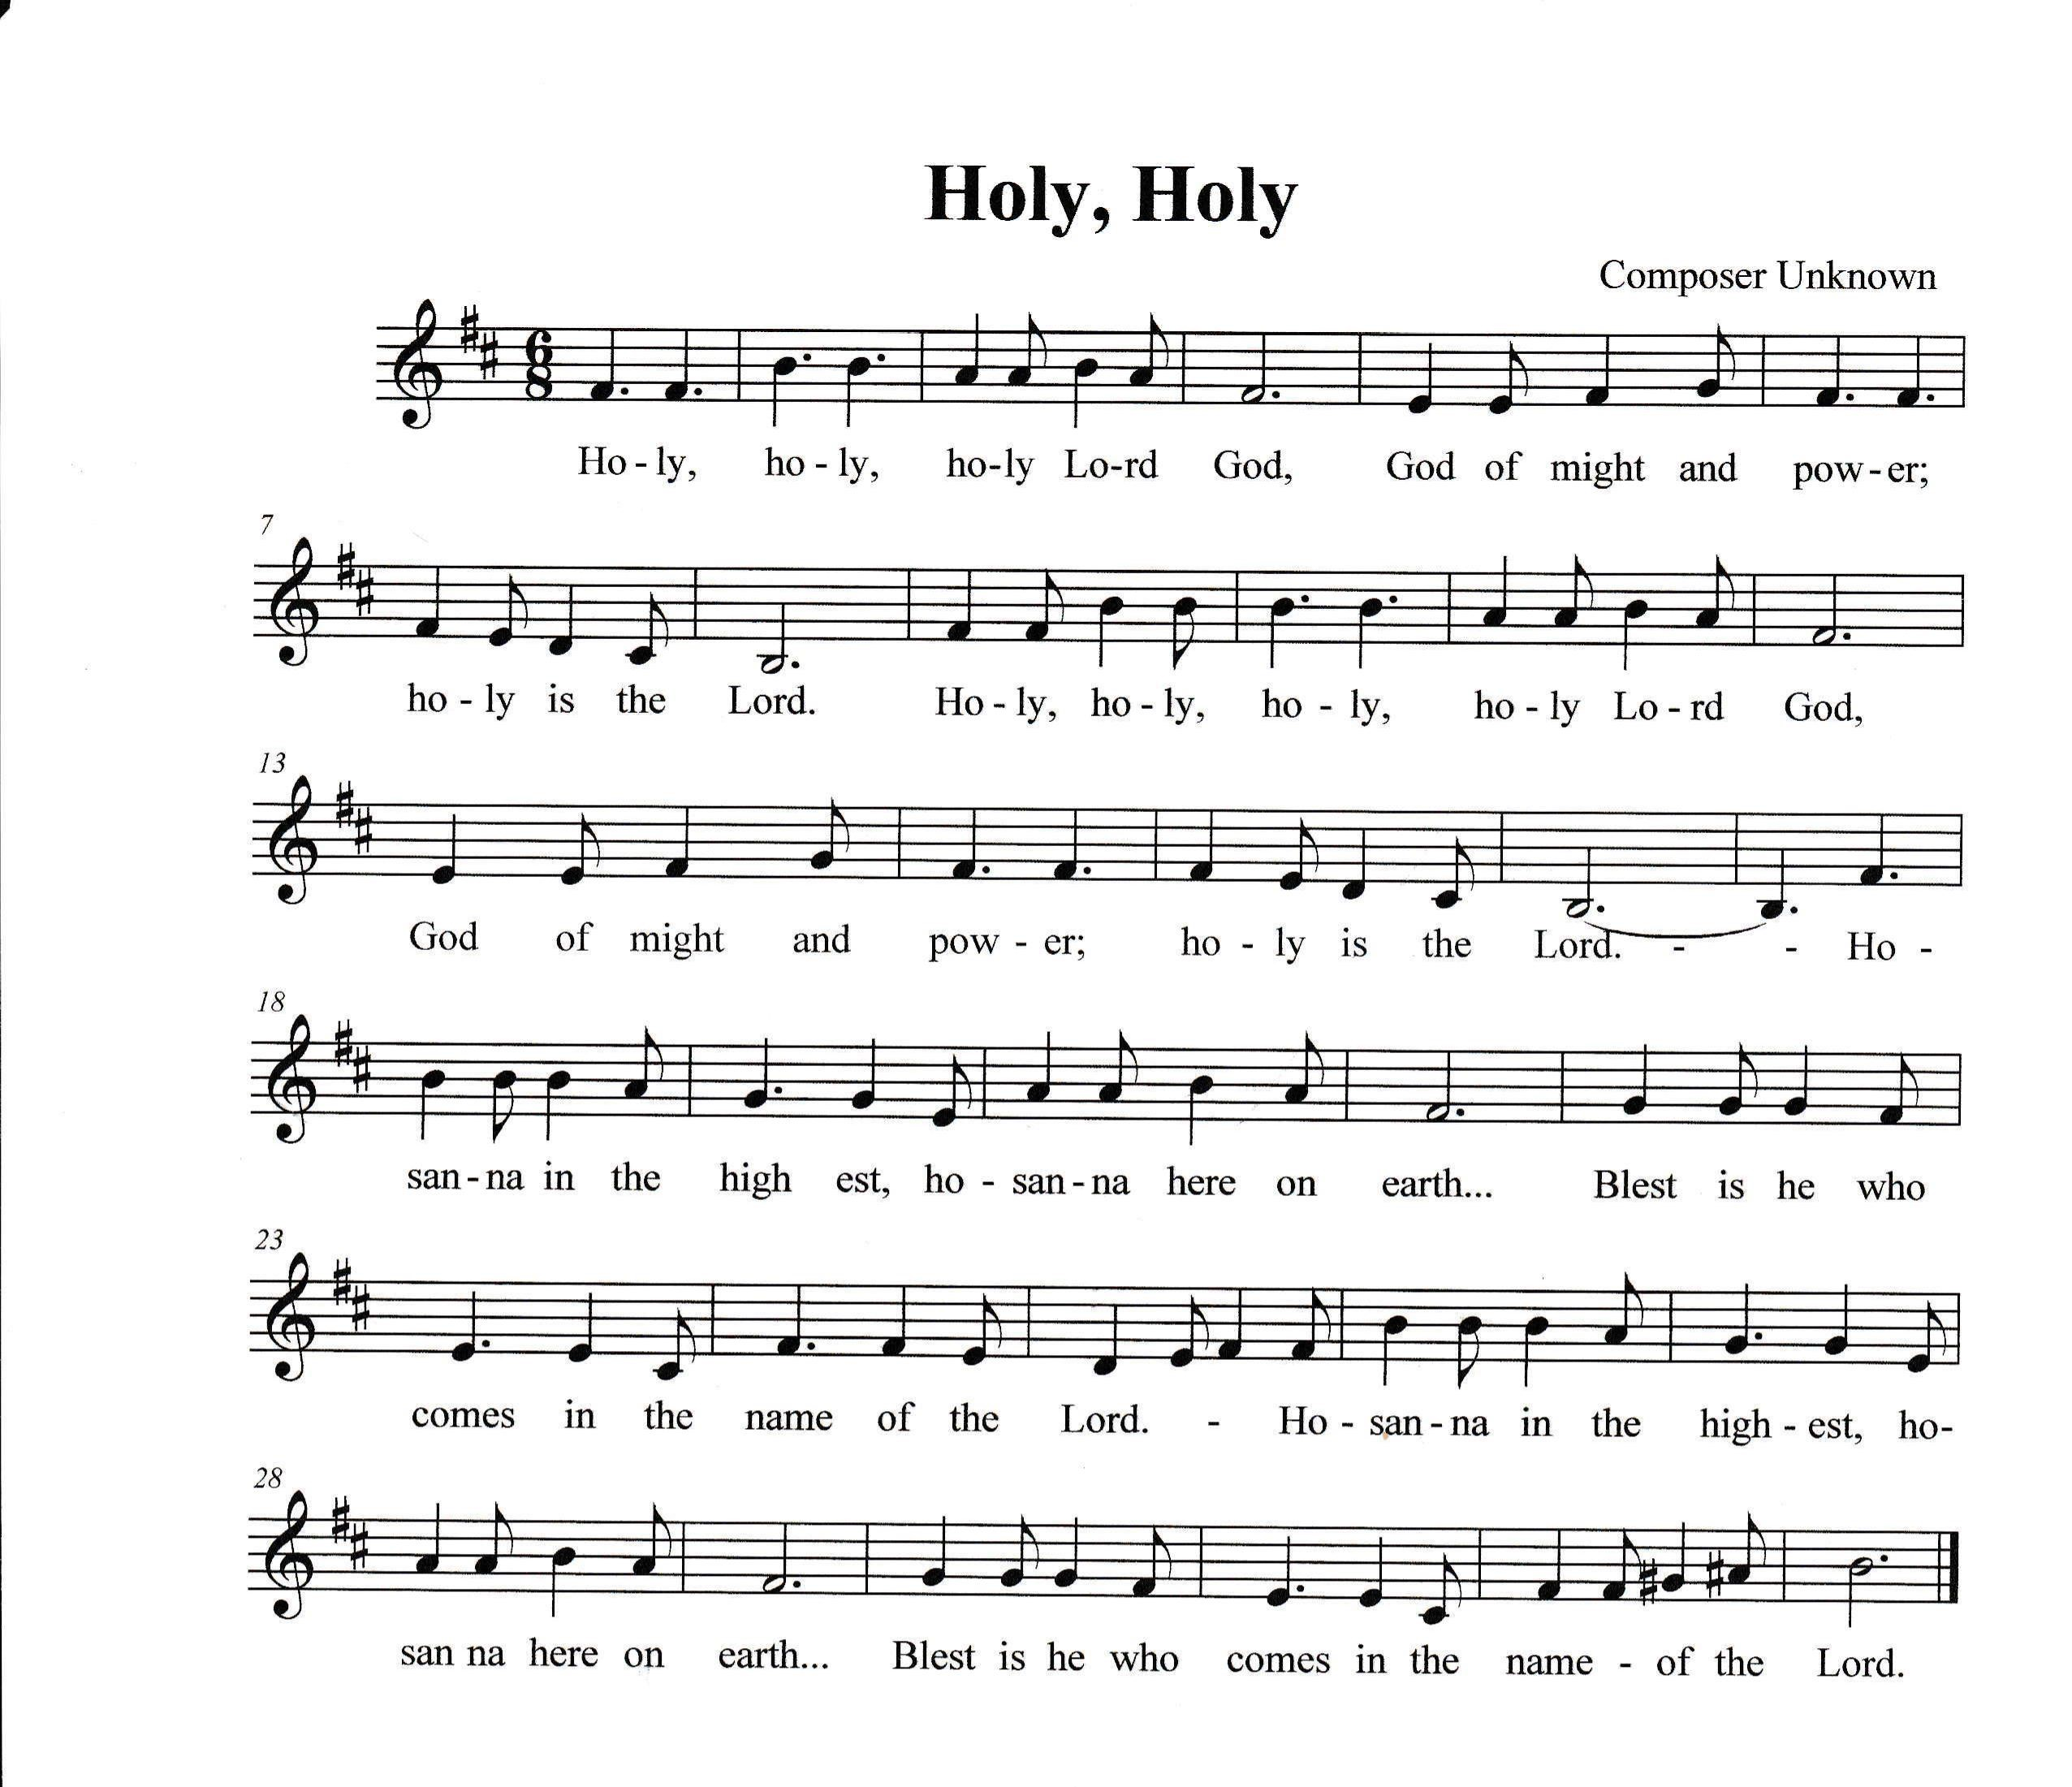 Holy, Holy
Composer Unknown
6
8
Ho - ly, ho - ly, ho-ly Lo-rd God, God of might and pow-er;
7
ho - ly is the Lord. Ho - ly, ho - ly, ho - ly, ho - ly Lo - rd God,
13
God of might and pow - er; ho - ly is the Lord. - - Ho -
18
san - na in the high est, ho - san - na here on earth... Blest is he who
23
comes in the name of the Lord. - Ho - san - na in the high - est, ho-
28
san na here on earth... Blest is he who comes in the name - of the Lord.